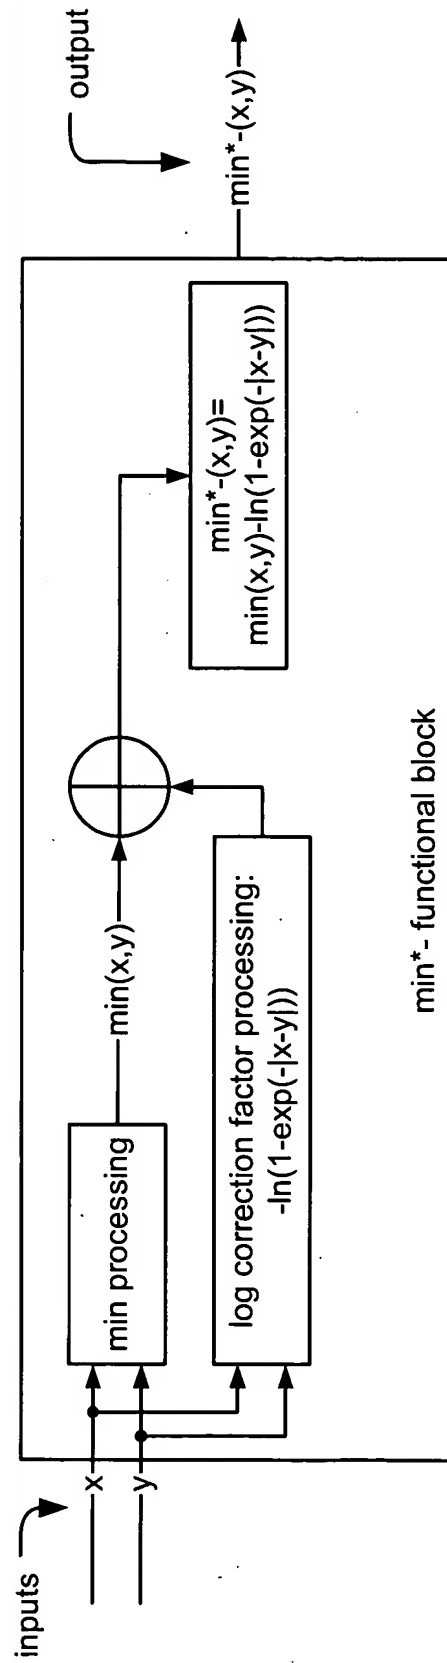 inputs
x
y
min processing
min(x,y)
log correction factor processing:
-ln(1-exp(-|x-y|))
min*-(x,y)=
min(x,y)-ln(1-exp(-|x-y|))
min*- functional block
output
min*-(x,y)